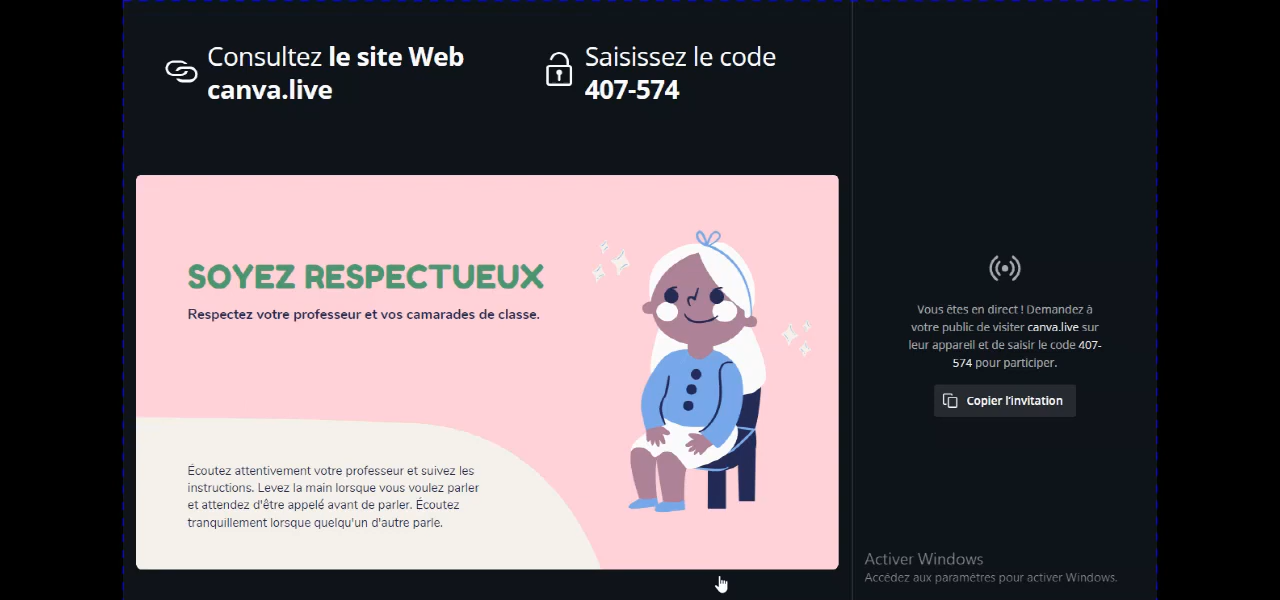 Consultez le site Web
canva.live
Saisissez le code
407-574
SOYEZ RESPECTUEUX
Respectez votre professeur et vos camarades de classe.
Écoutez attentivement votre professeur et suivez les
instructions. Levez la main lorsque vous voulez parler
et attendez d'être appelé avant de parler. Écoutez
tranquillement lorsque quelqu'un d'autre parle.
Vous êtes en direct ! Demandez à
votre public de visiter canva.live sur
leur appareil et de saisir le code 407-
574 pour participer.
Copier l'invitation
Activer Windows
Accédez aux paramètres pour activer Windows.